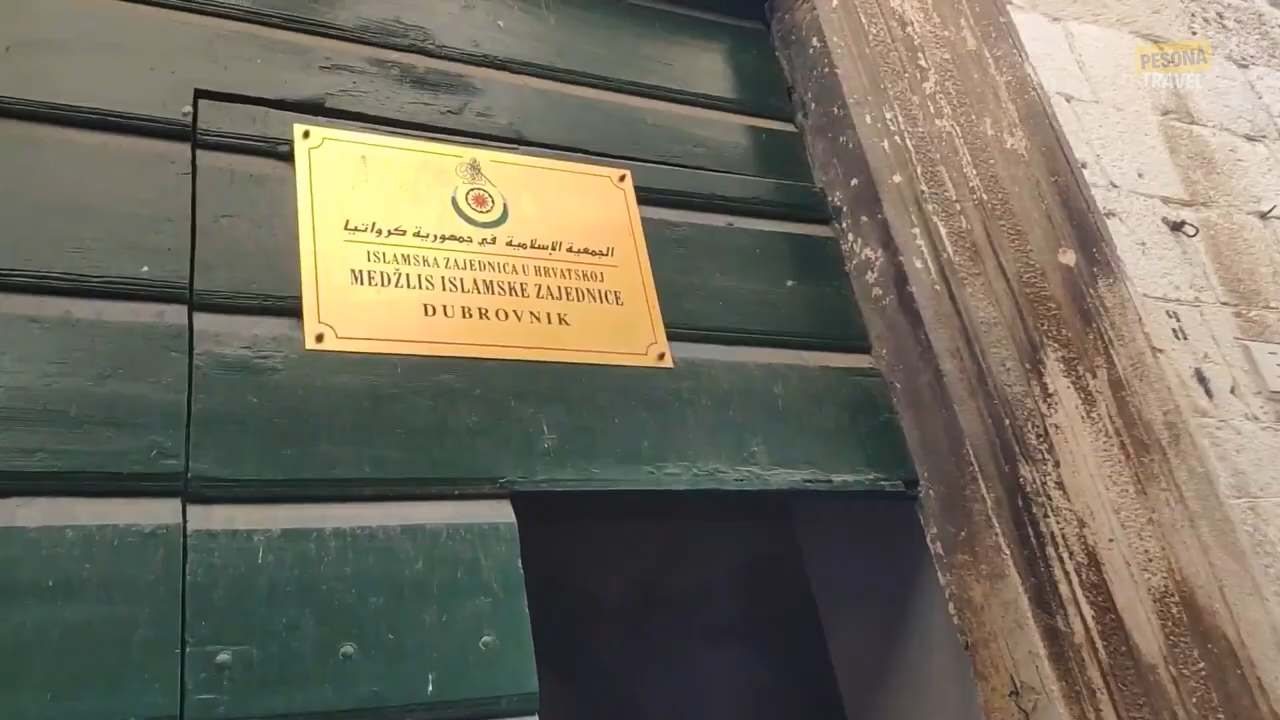 الجمعية الإسلامية في جمهورية كرواتيا
ISLAMSKA ZAJEDNICA U HRVATSKOJ
MEDŽLIS ISLAMSKE ZAJEDNICE
DUBROVNIK
PESONA
TRAVEL